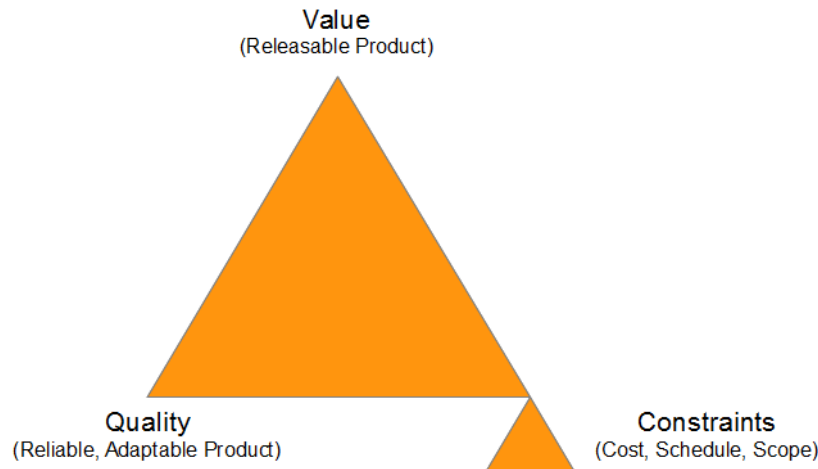 Value
(Releasable Product)
Quality
(Reliable, Adaptable Product)
Constraints
(Cost, Schedule, Scope)